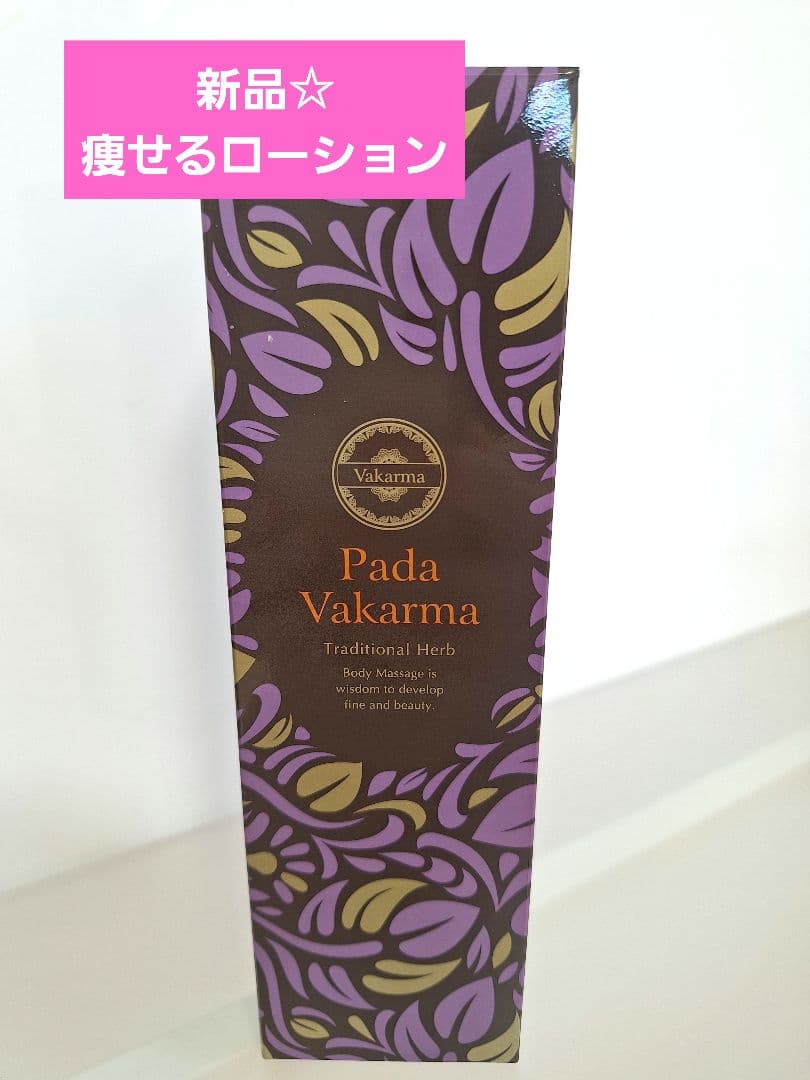 新品☆
痩せるローション
Vakarma
Pada
Vakarma
Traditional Herb
Body Massage is
wisdom to develop
fine and beauty.